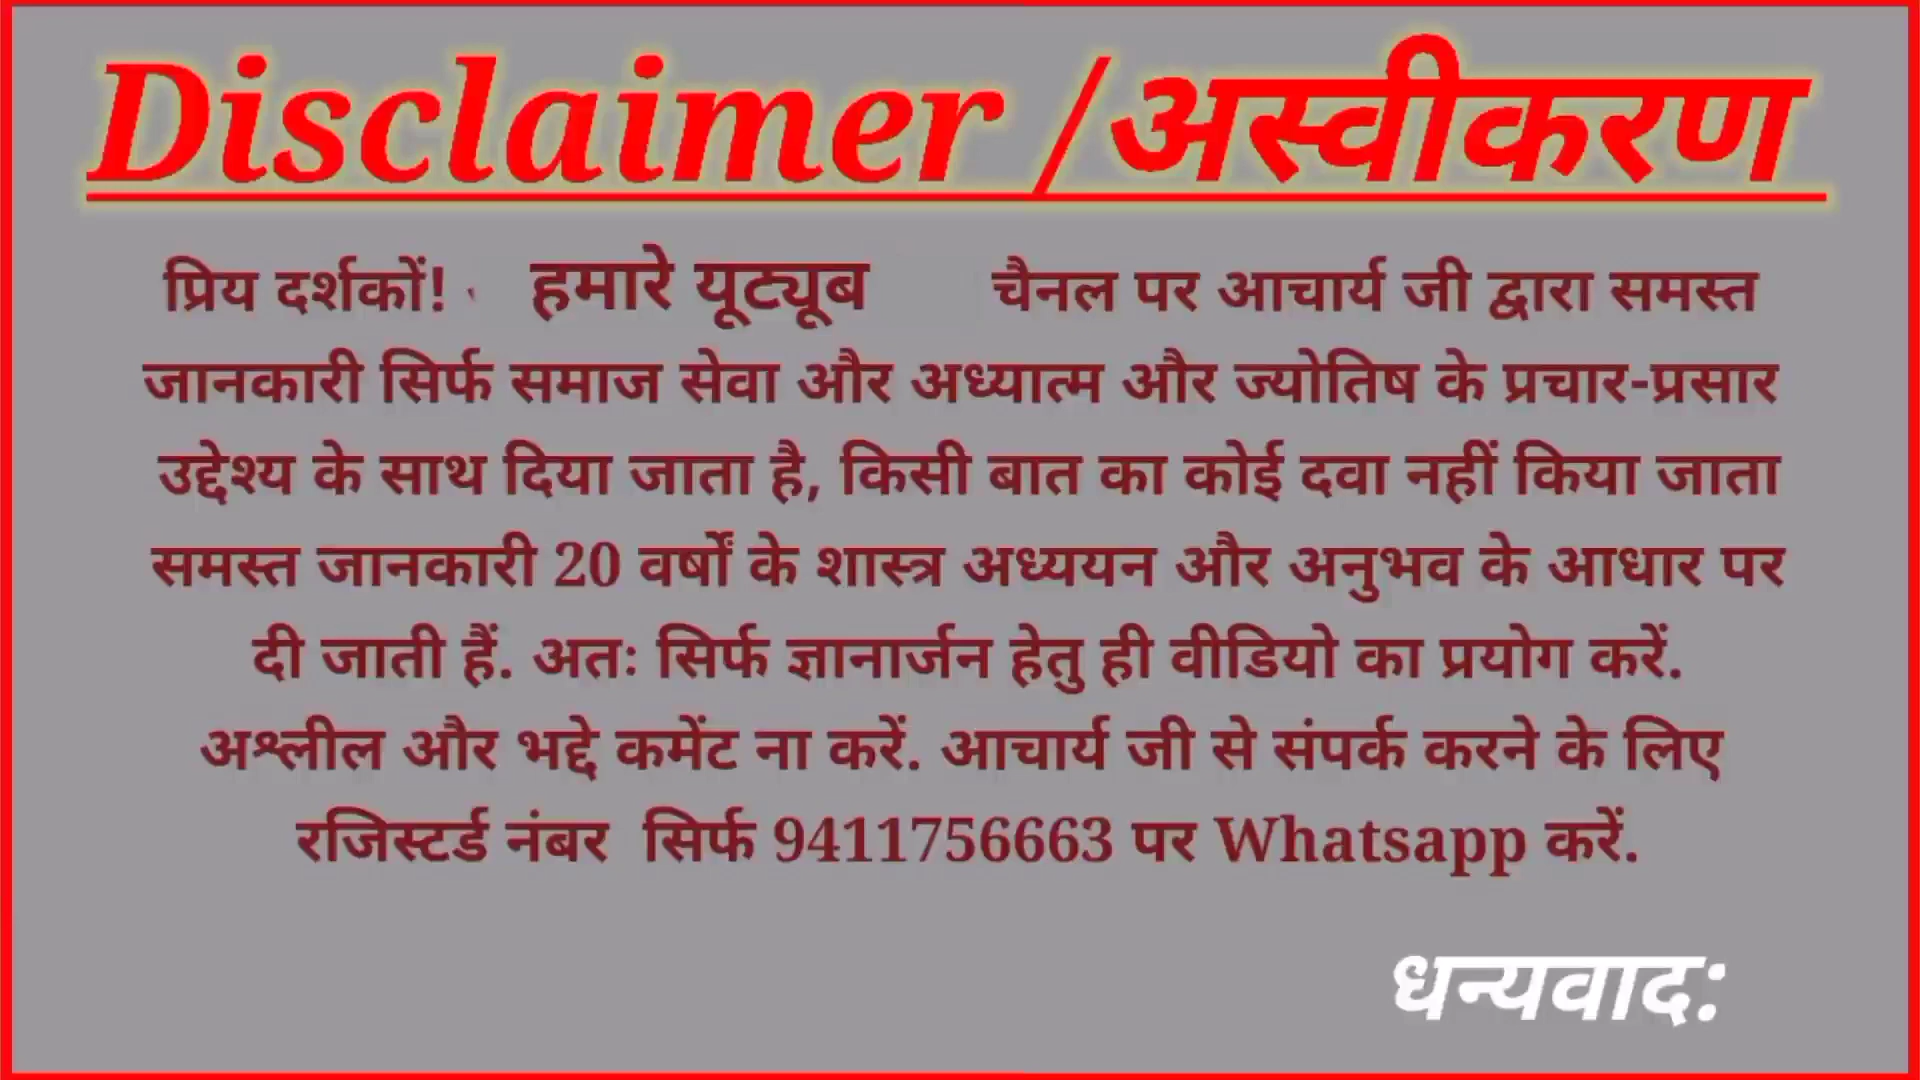 Disclaimer /अस्वीकरण
प्रिय दर्शकों! हमारे यूट्यूब चैनल पर आचार्य जी द्वारा समस्त
जानकारी सिर्फ समाज सेवा और अध्यात्म और ज्योतिष के प्रचार-प्रसार
उद्देश्य के साथ दिया जाता है, किसी बात का कोई दवा नहीं किया जाता
समस्त जानकारी 20 वर्षों के शास्त्र अध्ययन और अनुभव के आधार पर
दी जाती हैं. अतः सिर्फ ज्ञानार्जन हेतु ही वीडियो का प्रयोग करें.
अश्लील और भद्दे कमेंट ना करें. आचार्य जी से संपर्क करने के लिए
रजिस्टर्ड नंबर सिर्फ 9411756663 पर Whatsapp करें.
धन्यवाद: